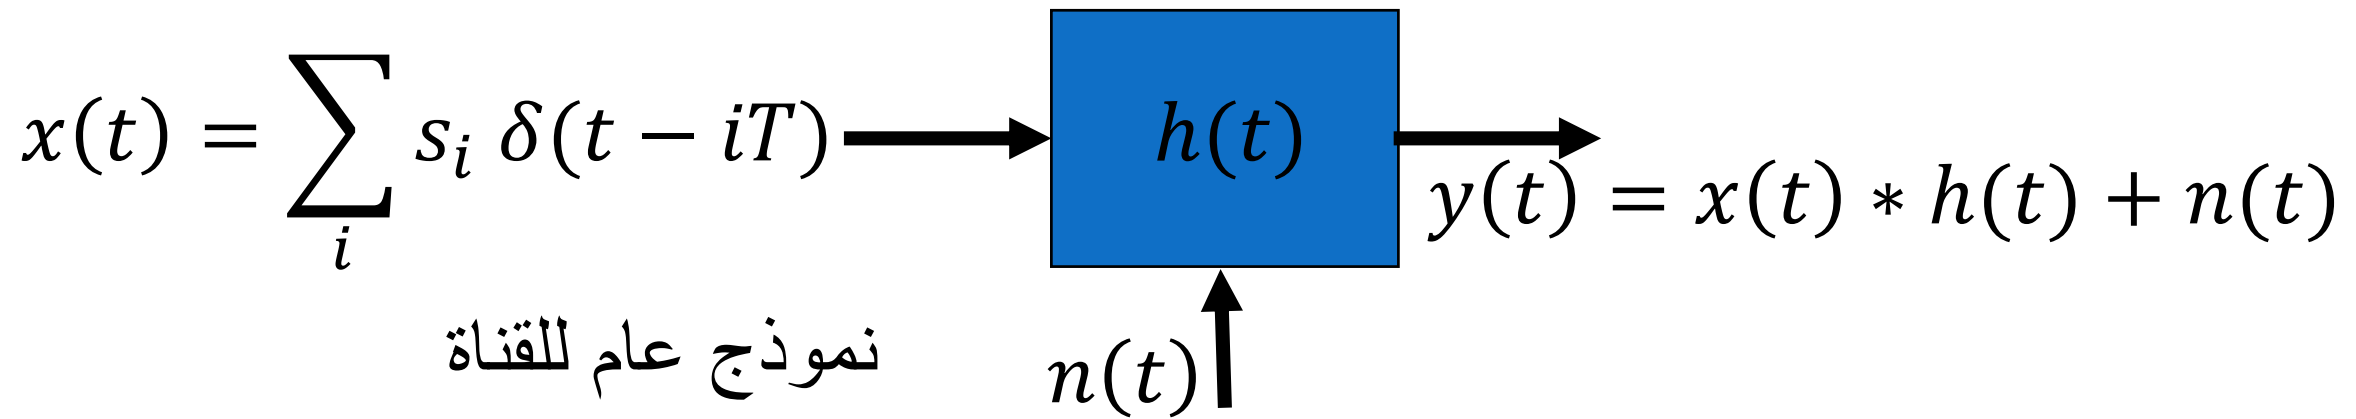 x(t) = ∑_i s_i δ(t − iT)
h(t)
y(t) = x(t) ∗ h(t) + n(t)
نموذج عام للقناة
n(t)